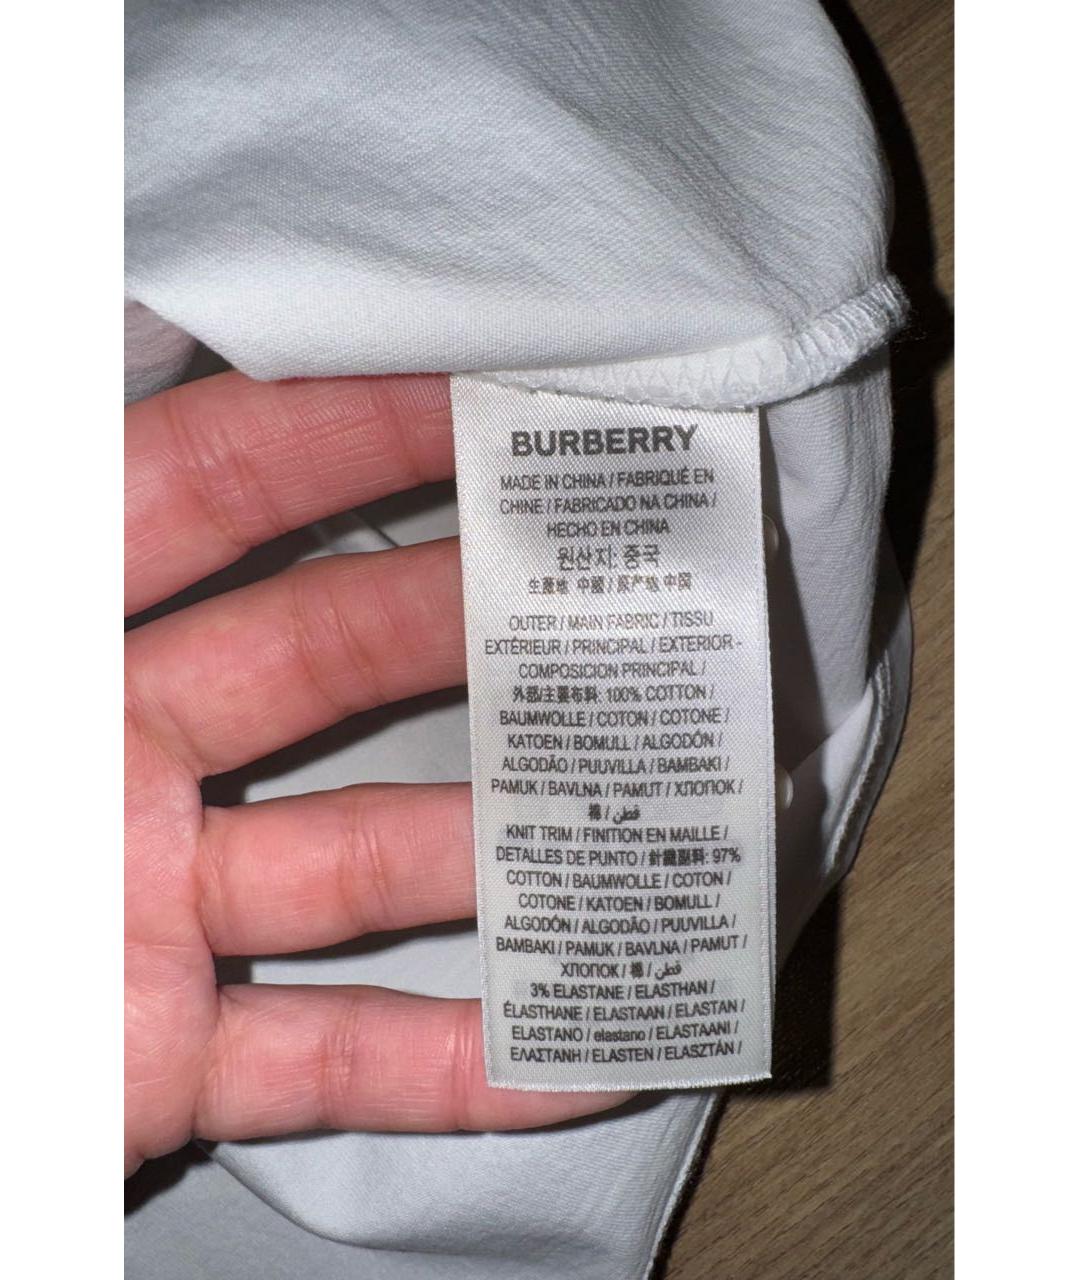 BURBERRY
MADE IN CHINA / FABRIQUÉ EN
CHINE / FABRICADO NA CHINA /
HECHO EN CHINA
원산지: 중국
生產地 中國 / 原产地 中国
OUTER / MAIN FABRIC / TISSU
EXTÉRIEUR / PRINCIPAL / EXTERIOR -
COMPOSICION PRINCIPAL /
外部/主要布料: 100% COTTON /
BAUMWOLLE / COTON / COTONE /
KATOEN / BOMULL / ALGODÓN /
ALGODÃO / PUUVILLA / BAMBAKI /
PAMUK / BAVLNA / PAMUT / ХЛОПОК /
棉 / قطن /
KNIT TRIM / FINITION EN MAILLE /
DETALLES DE PUNTO / 針織副料: 97%
COTTON / BAUMWOLLE / COTON /
COTONE / KATOEN / BOMULL /
ALGODÓN / ALGODÃO / PUUVILLA /
BAMBAKI / PAMUK / BAVLNA / PAMUT /
ХЛОПОК / 棉 / قطن /
3% ELASTANE / ELASTHAN /
ÉLASTHANE / ELASTAAN / ELASTAN /
ELASTANO / elastano / ELASTAANI /
ΕΛΑΣΤΑΝΗ / ELASTEN / ELASZTÁN /